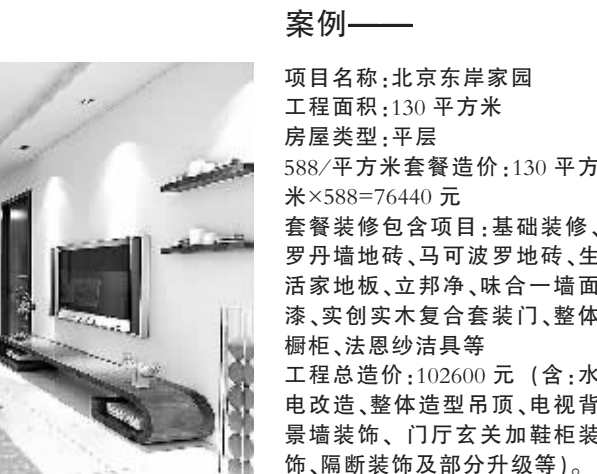 案例——
项目名称:北京东岸家园
工程面积:130 平方米
房屋类型:平层
588/平方米套餐造价:130 平方
米×588=76440 元
套餐装修包含项目:基础装修、
罗丹墙地砖、马可波罗地砖、生
活家地板、立邦净、味合一墙面
漆、实创实木复合套装门、整体
橱柜、法恩纱洁具等
工程总造价:102600 元（含:水
电改造、整体造型吊顶、电视背
景墙装饰、门厅玄关加鞋柜装
饰、隔断装饰及部分升级等）。